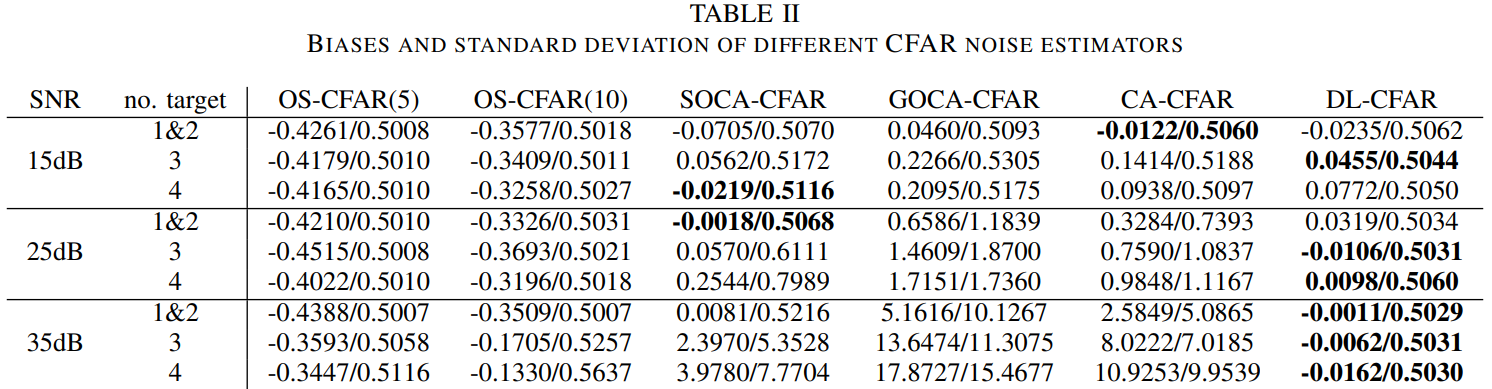 TABLE II
BIASES AND STANDARD DEVIATION OF DIFFERENT CFAR NOISE ESTIMATORS
SNR no. target OS-CFAR(5) OS-CFAR(10) SOCA-CFAR GOCA-CFAR CA-CFAR DL-CFAR
1&2 -0.4261/0.5008 -0.3577/0.5018 -0.0705/0.5070 0.0460/0.5093 -0.0122/0.5060 -0.0235/0.5062
15dB 3 -0.4179/0.5010 -0.3409/0.5011 0.0562/0.5172 0.2266/0.5305 0.1414/0.5188 0.0455/0.5044
4 -0.4165/0.5010 -0.3258/0.5027 -0.0219/0.5116 0.2095/0.5175 0.0938/0.5097 0.0772/0.5050
1&2 -0.4210/0.5010 -0.3326/0.5031 -0.0018/0.5068 0.6586/1.1839 0.3284/0.7393 0.0319/0.5034
25dB 3 -0.4515/0.5008 -0.3693/0.5021 0.0570/0.6111 1.4609/1.8700 0.7590/1.0837 -0.0106/0.5031
4 -0.4022/0.5010 -0.3196/0.5018 0.2544/0.7989 1.7151/1.7360 0.9848/1.1167 0.0098/0.5060
1&2 -0.4388/0.5007 -0.3509/0.5007 0.0081/0.5216 5.1616/10.1267 2.5849/5.0865 -0.0011/0.5029
35dB 3 -0.3593/0.5058 -0.1705/0.5257 2.3970/5.3528 13.6474/11.3075 8.0222/7.0185 -0.0062/0.5031
4 -0.3447/0.5116 -0.1330/0.5637 3.9780/7.7704 17.8727/15.4677 10.9253/9.9539 -0.0162/0.5030